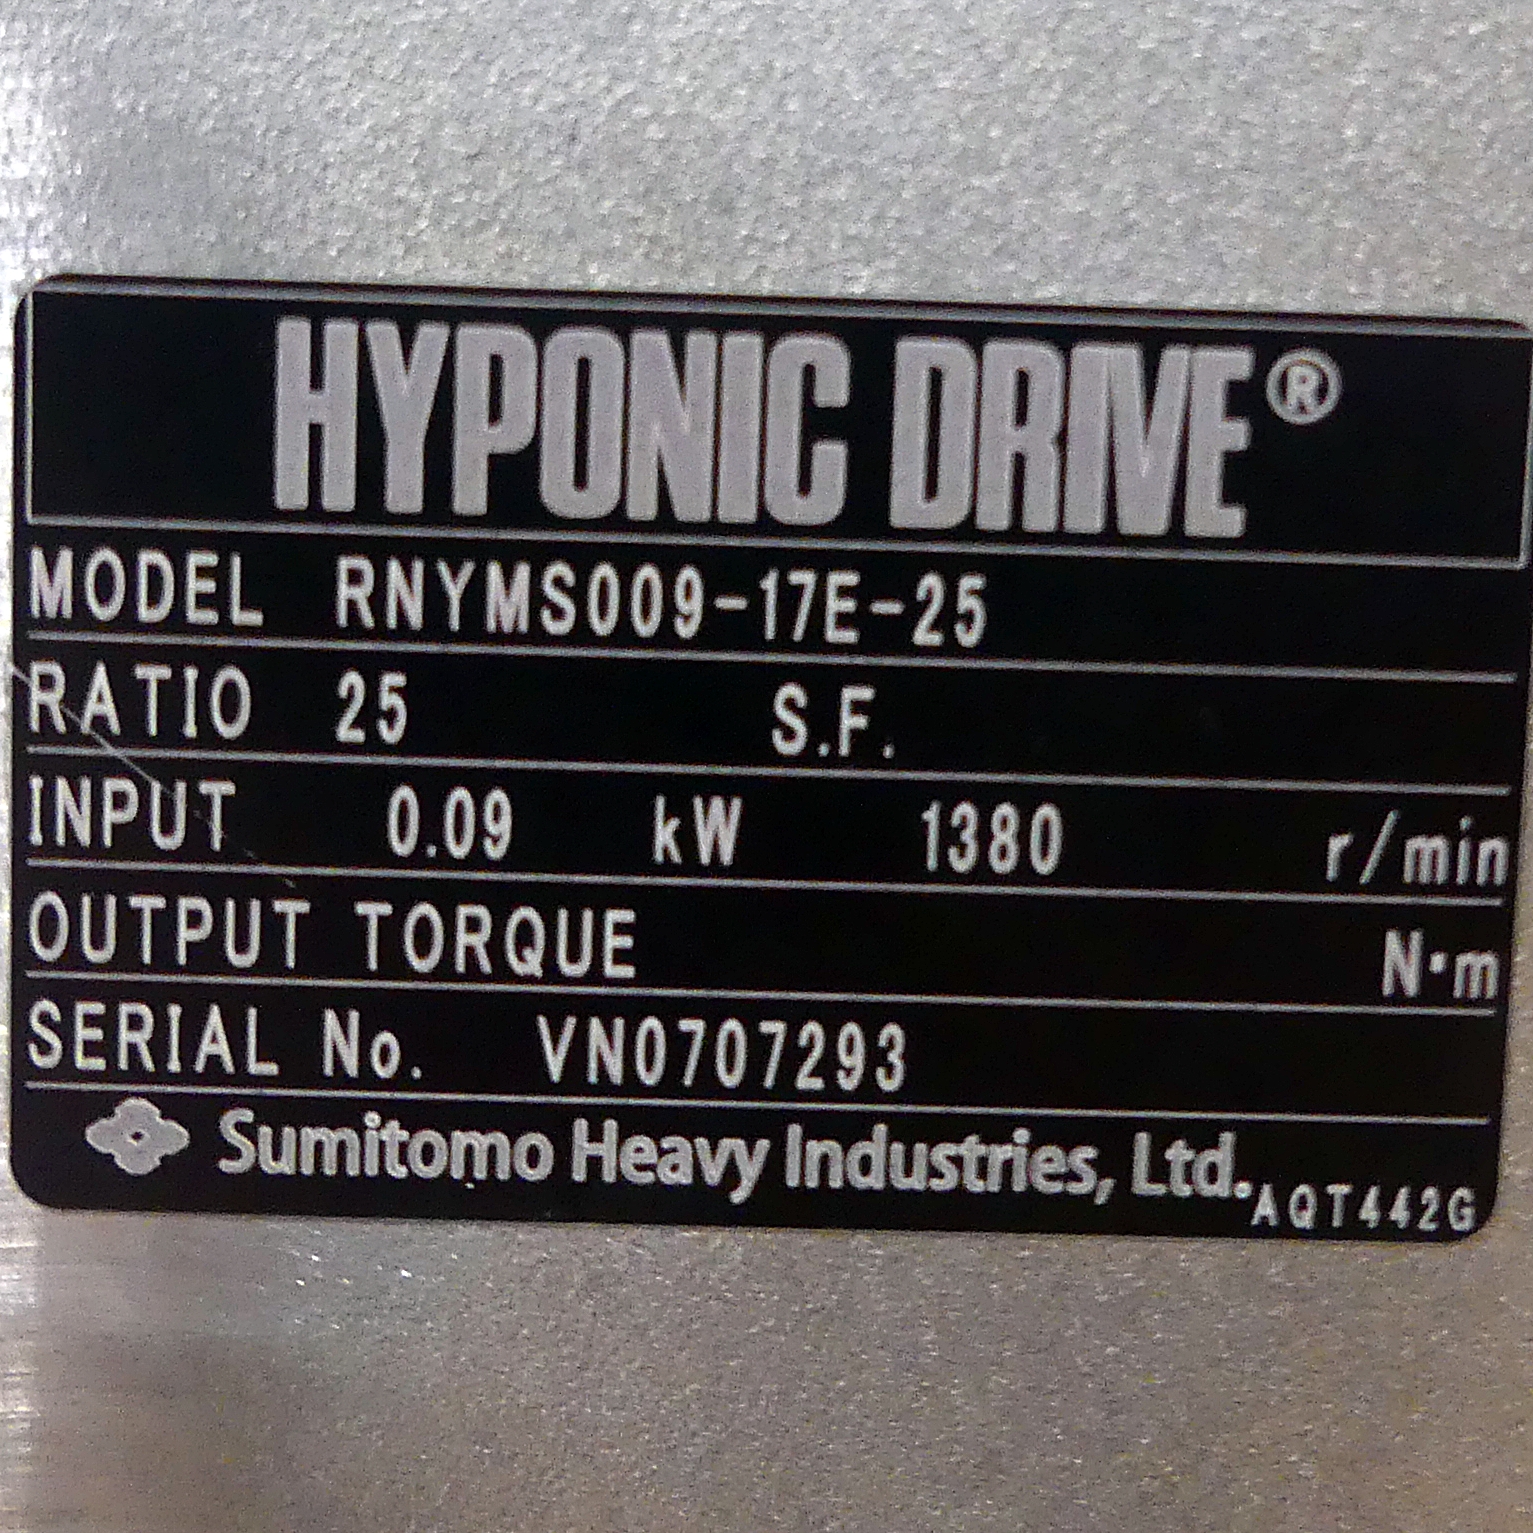 HYPONIC DRIVE®
MODEL RNYMS009-17E-25
RATIO 25 S.F.
INPUT 0.09 kW 1380 r/min
OUTPUT TORQUE N·m
SERIAL No. VN0707293
Sumitomo Heavy Industries, Ltd. AQT442G